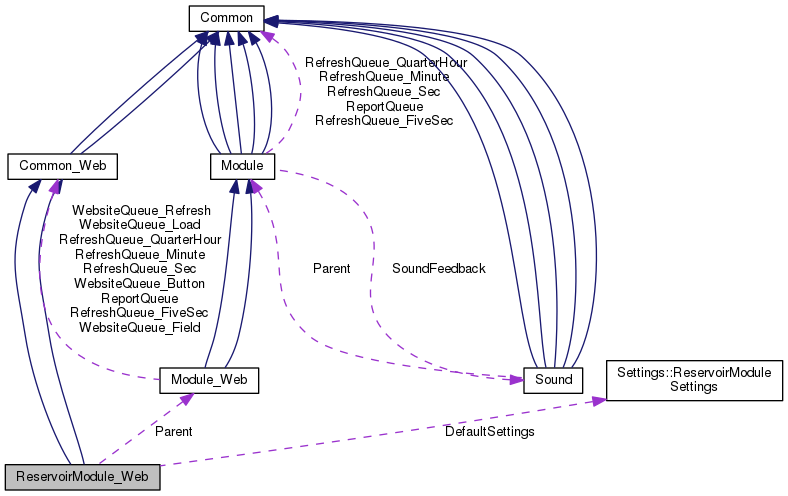 Common
RefreshQueue_QuarterHour
RefreshQueue_Minute
RefreshQueue_Sec
ReportQueue
RefreshQueue_FiveSec
Common_Web
Module
WebsiteQueue_Refresh
WebsiteQueue_Load
RefreshQueue_QuarterHour
RefreshQueue_Minute
RefreshQueue_Sec
WebsiteQueue_Button
ReportQueue
RefreshQueue_FiveSec
WebsiteQueue_Field
Parent
SoundFeedback
Module_Web
Sound
Settings::ReservoirModule
Settings
Parent
DefaultSettings
ReservoirModule_Web